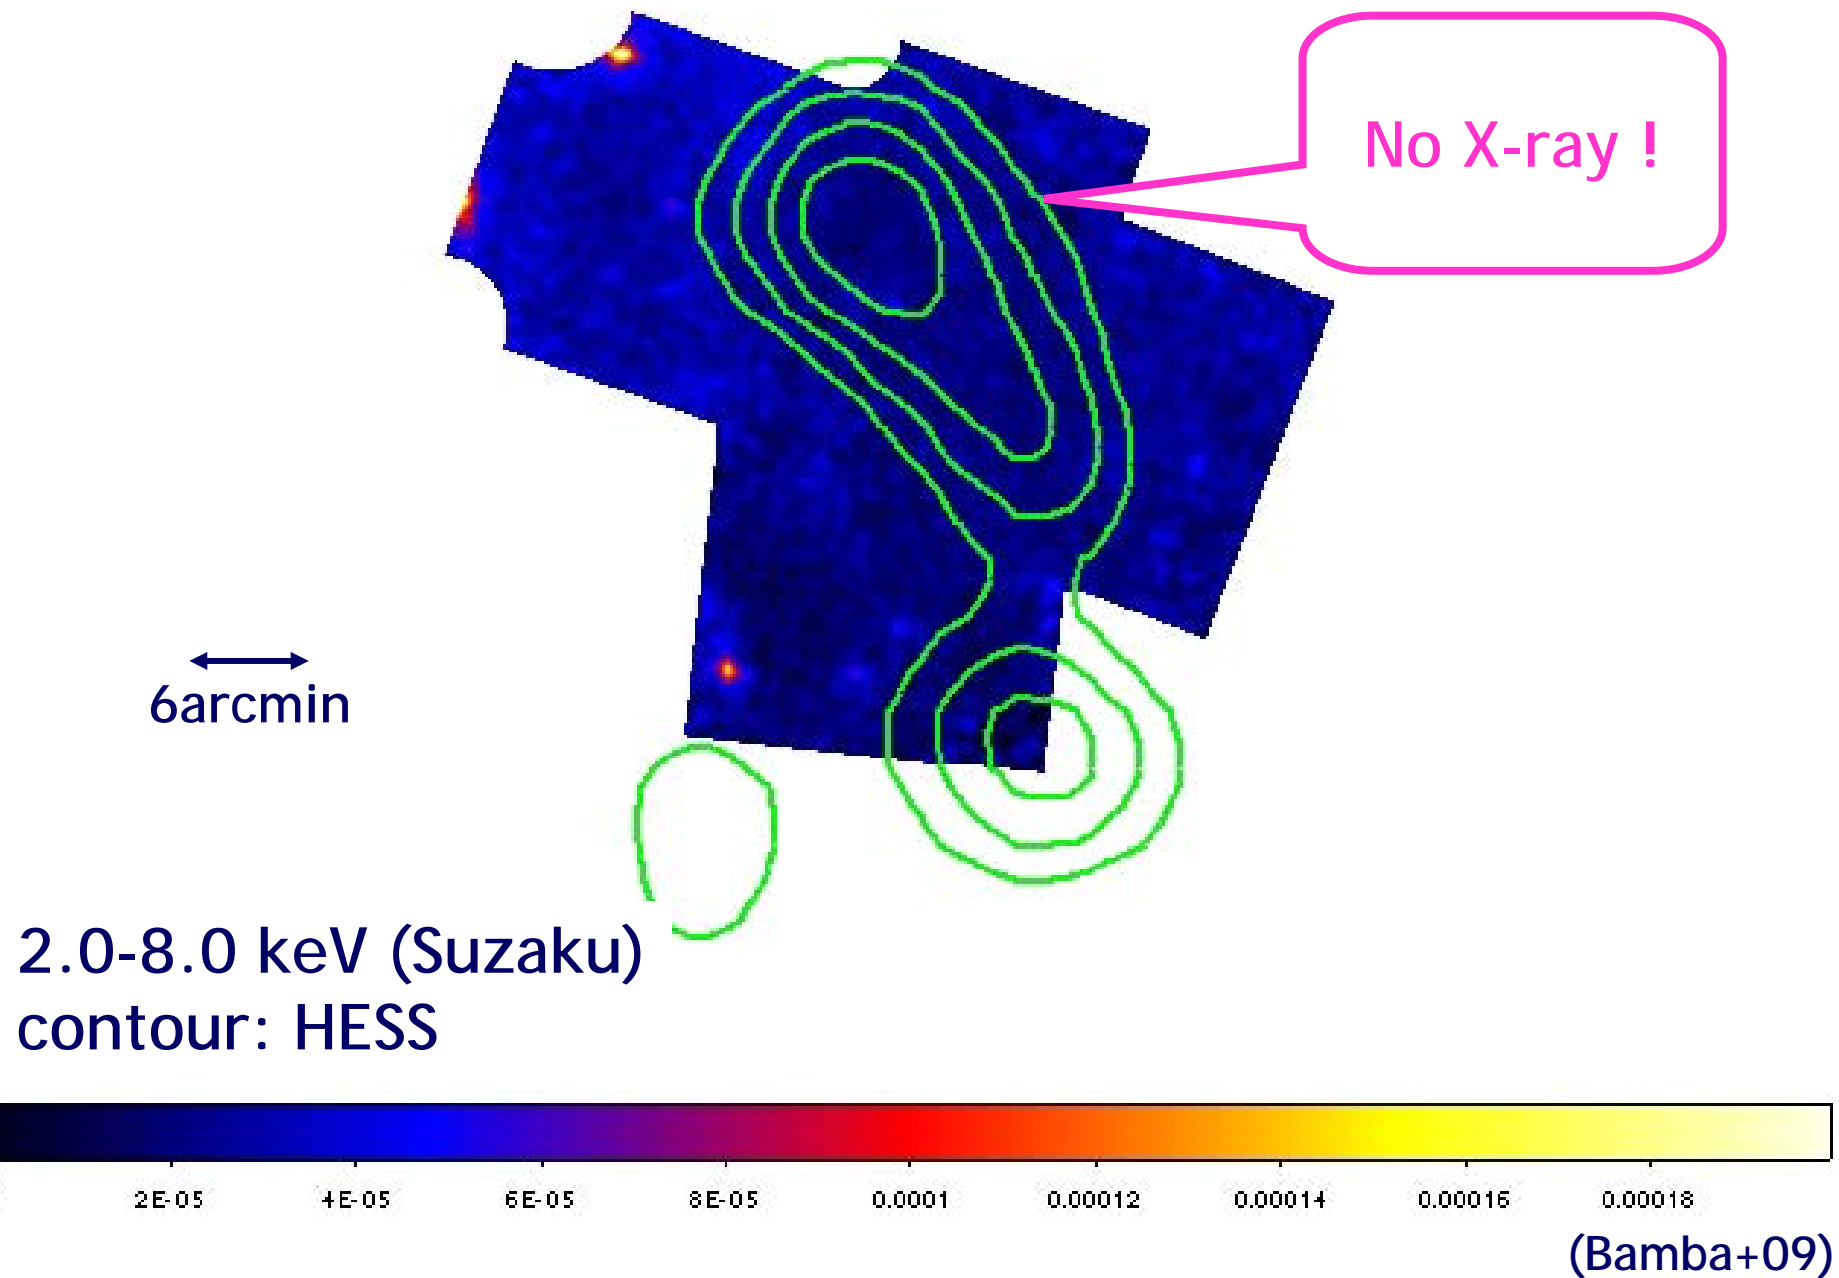 No X-ray !
6arcmin
2.0-8.0 keV (Suzaku)
contour: HESS
2E-05 4E-05 6E-05 8E-05 0.0001 0.00012 0.00014 0.00016 0.00018
(Bamba+09)